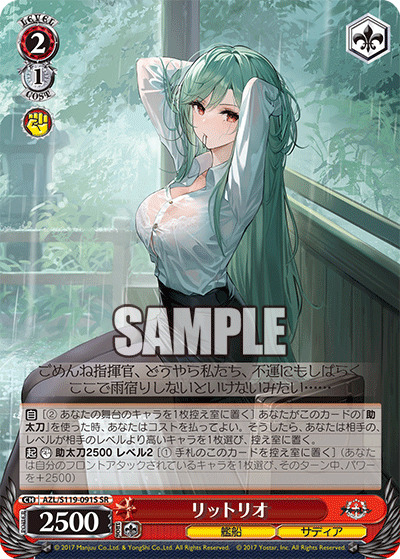 LEVEL
2
1
COST
SAMPLE
ごめんね指揮官、どうやら私たち、不運にもしばらく
ここで雨宿りしないといけないみたい……
自 [② あなたの舞台のキャラを1枚控え室に置く] あなたがこのカードの「助
太刀」を使った時、あなたはコストを払ってよい。そうしたら、あなたは相手の、
レベルが相手のレベルより高いキャラを1枚選び、控え室に置く。
起 助太刀2500 レベル2 [① 手札のこのカードを控え室に置く] (あなた
は自分のフロントアタックされているキャラを1枚選び、そのターン中、パワー
を+2500)
CH AZL/S119-091S SR
2500
リットリオ
艦船
サディア
© 2017 Manjuu Co.,Ltd. & YongShi Co.,Ltd. All Rights Reserved. © 2017 Yostar, Inc. All Rights Reserved.